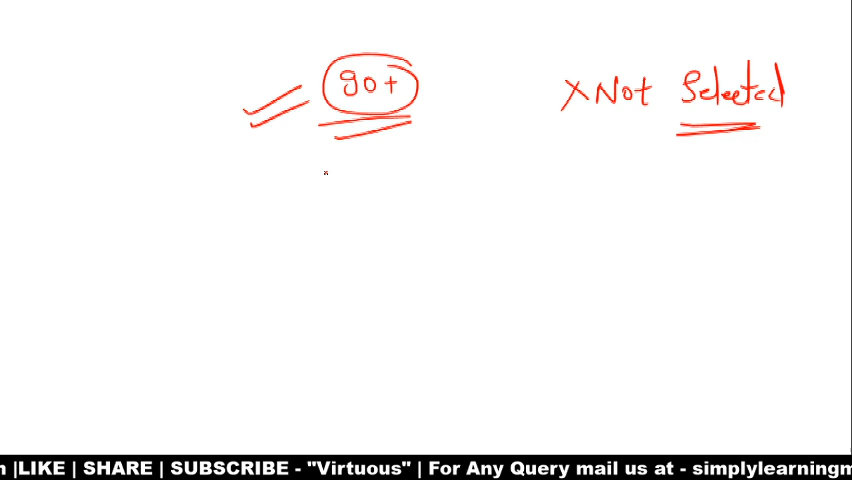 90+
× Not Selected
n |LIKE | SHARE | SUBSCRIBE - "Virtuous" | For Any Query mail us at - simplylearningm